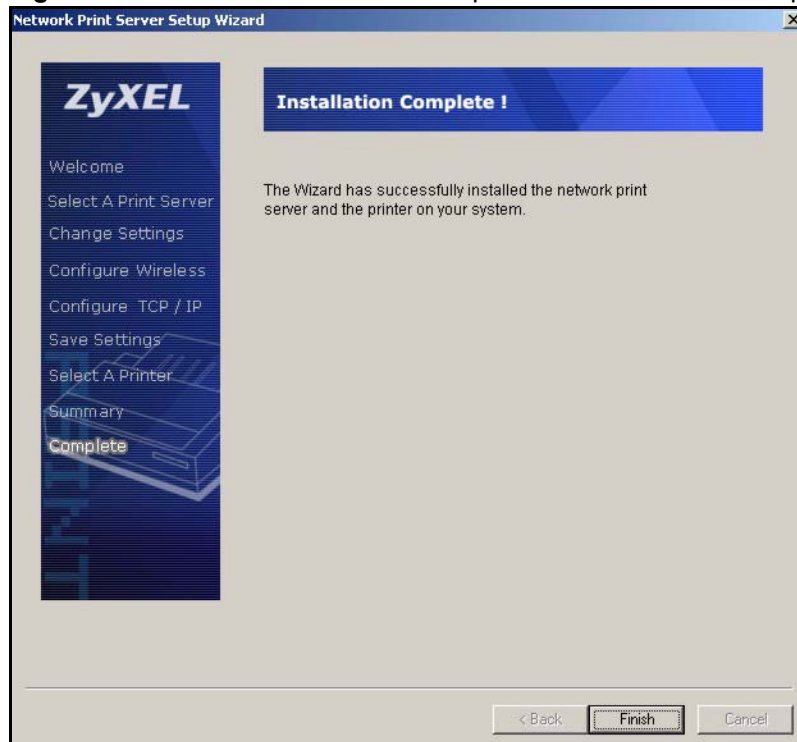 Network Print Server Setup Wizard
ZyXEL
Welcome
Select A Print Server
Change Settings
Configure Wireless
Configure TCP / IP
Save Settings
Select A Printer
Summary
Complete
PRINT
Installation Complete !
The Wizard has successfully installed the network print
server and the printer on your system.
< Back
Finish
Cancel